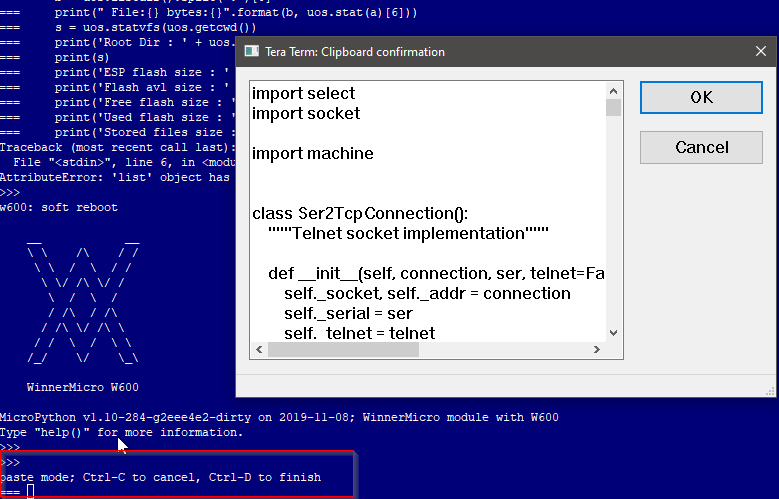 ===     print(" File:{} bytes:{}".format(b, uos.stat(a)[6]))
===     s = uos.statvfs(uos.getcwd())
===     print('Root Dir : ' + uos.
===     print(s)
===     print('ESP flash size : '
===     print('Flash avl size : '
===     print('Free flash size : '
===     print('Used flash size : '
===     print('Stored files size :
Traceback (most recent call last):
  File "<stdin>", line 6, in <modu
AttributeError: 'list' object has
>>>
w600: soft reboot
WinnerMicro W600
MicroPython v1.10-284-g2eee4e2-dirty on 2019-11-08; WinnerMicro module with W600
Type "help()" for more information.
>>>
>>>
paste mode; Ctrl-C to cancel, Ctrl-D to finish
===
Tera Term: Clipboard confirmation
import select
import socket
import machine
class Ser2TcpConnection():
    """Telnet socket implementation"""
    def __init__(self, connection, ser, telnet=Fa
        self._socket, self._addr = connection
        self._serial = ser
        self._telnet = telnet
OK
Cancel